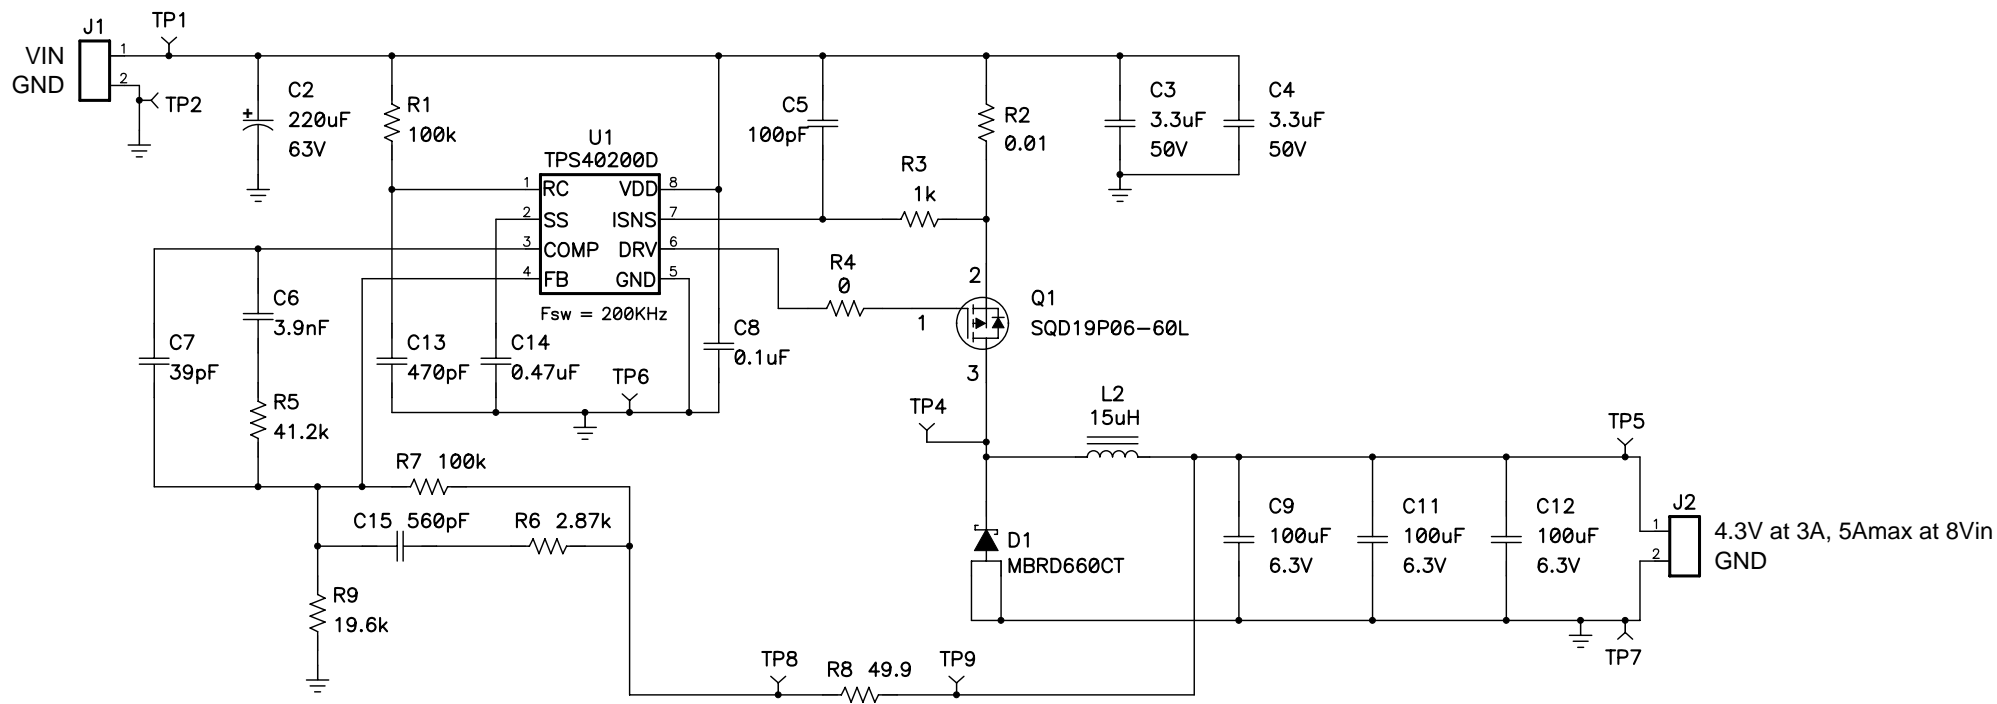 J1
VIN
GND
1
2
TP1
TP2
C2
220uF
63V
R1
100k
U1
TPS40200D
1 RC
2 SS
3 COMP
4 FB
VDD 8
ISNS 7
DRV 6
GND 5
Fsw = 200KHz
C5
100pF
R2
0.01
R3
1k
C3
3.3uF
50V
C4
3.3uF
50V
R4
0
2
1
3
Q1
SQD19P06-60L
C7
39pF
C6
3.9nF
R5
41.2k
C13
470pF
C14
0.47uF
C8
0.1uF
TP6
TP4
L2
15uH
TP5
R7 100k
C15 560pF
R6 2.87k
R9
19.6k
D1
MBRD660CT
C9
100uF
6.3V
C11
100uF
6.3V
C12
100uF
6.3V
J2
1
2
4.3V at 3A, 5Amax at 8Vin
GND
TP7
TP8
R8 49.9
TP9